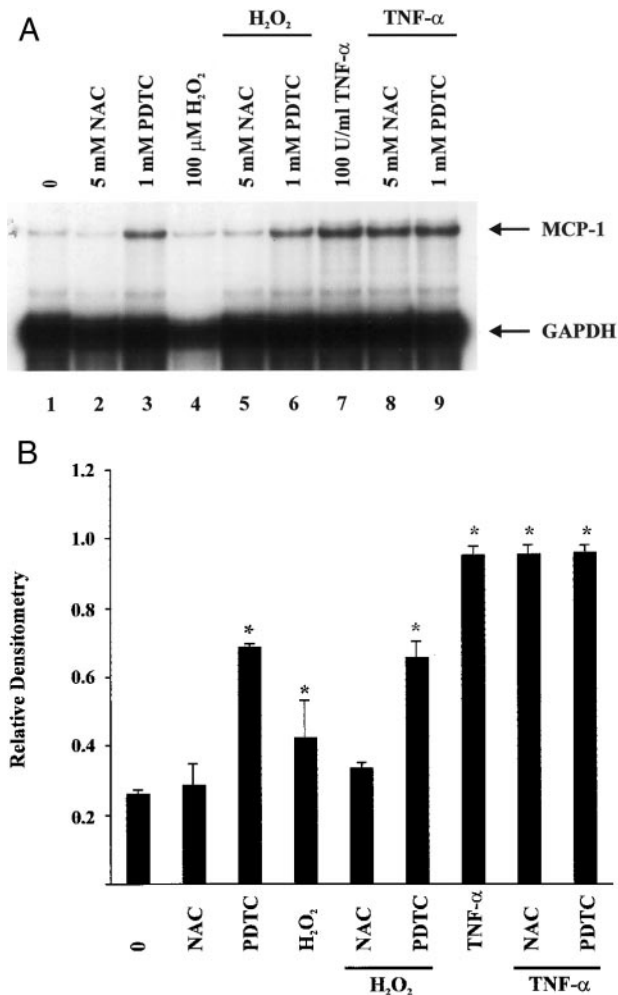 A
H₂O₂
TNF-α
0
5 mM NAC
1 mM PDTC
100 μM H₂O₂
5 mM NAC
1 mM PDTC
100 U/ml TNF-α
5 mM NAC
1 mM PDTC
MCP-1
GAPDH
1 2 3 4 5 6 7 8 9
B
Relative Densitometry
1.2
1.0
0.8
0.6
0.4
0.2
* * * * * * 
0
NAC
PDTC
H₂O₂
NAC
PDTC
TNF-α
NAC
PDTC
H₂O₂
TNF-α